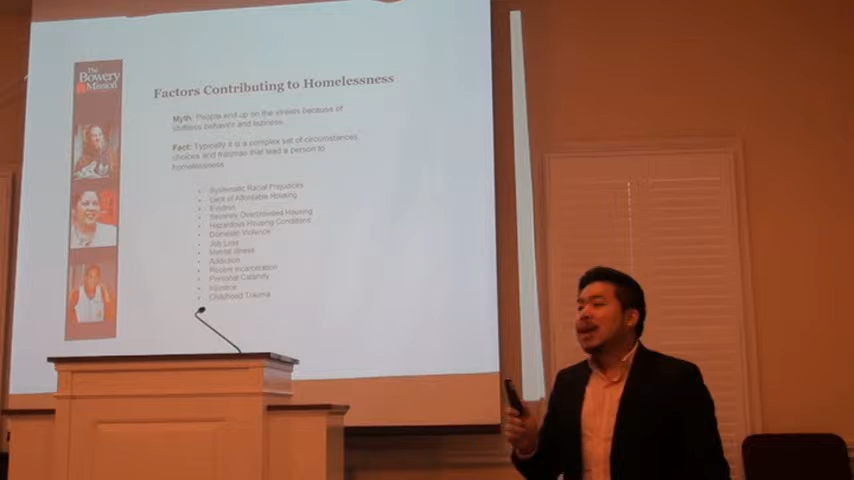 The
Bowery
Mission
Factors Contributing to Homelessness
Myth: People end up on the streets because of
shiftless behavior and laziness.
Fact: Typically it is a complex set of circumstances,
choices and traumas that lead a person to
homelessness
• Systematic Racial Prejudices
• Lack of Affordable Housing
• Eviction
• Severely Overcrowded Housing
• Hazardous Housing Conditions
• Domestic Violence
• Job Loss
• Mental Illness
• Addiction
• Recent Incarceration
• Personal Calamity
• Injustice
• Childhood Trauma